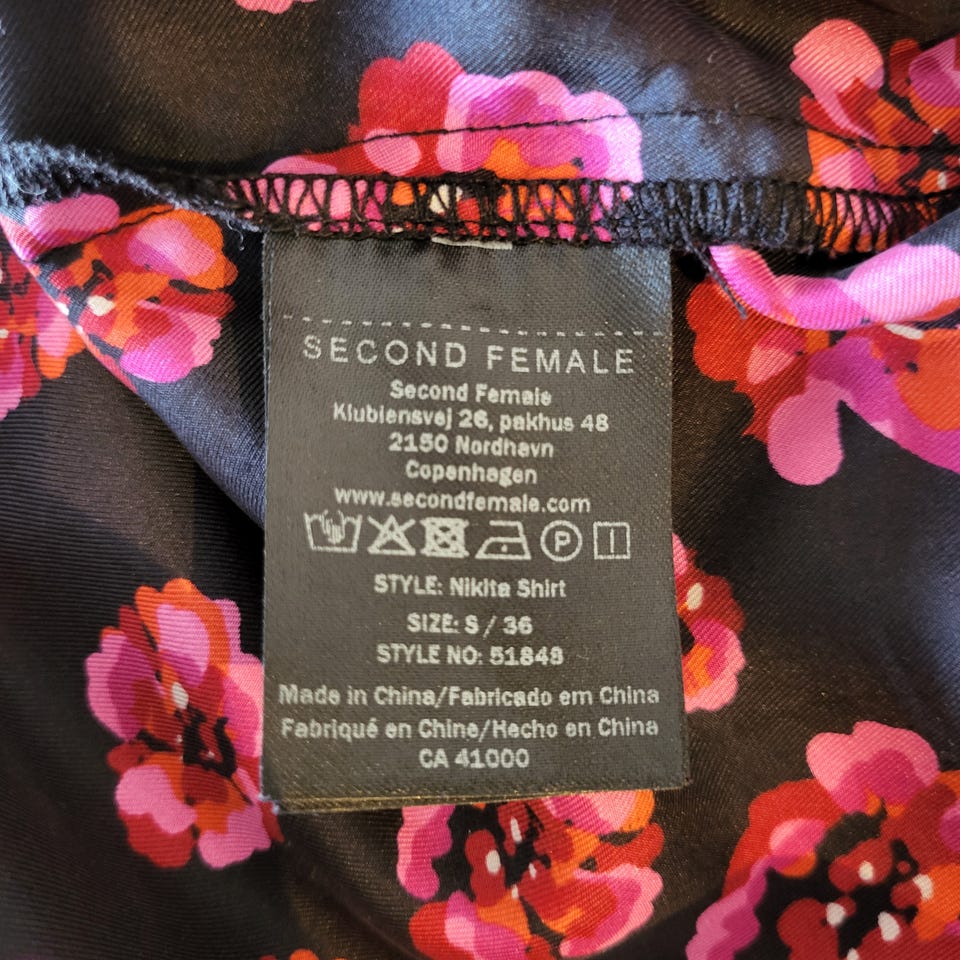 SECOND FEMALE
Second Female
Klubiensvej 26, pakhus 48
2150 Nordhavn
Copenhagen
www.secondfemale.com
P
STYLE: Nikita Shirt
SIZE: S / 36
STYLE NO: 51848
Made in China/Fabricado em China
Fabriqué en Chine/Hecho en China
CA 41000